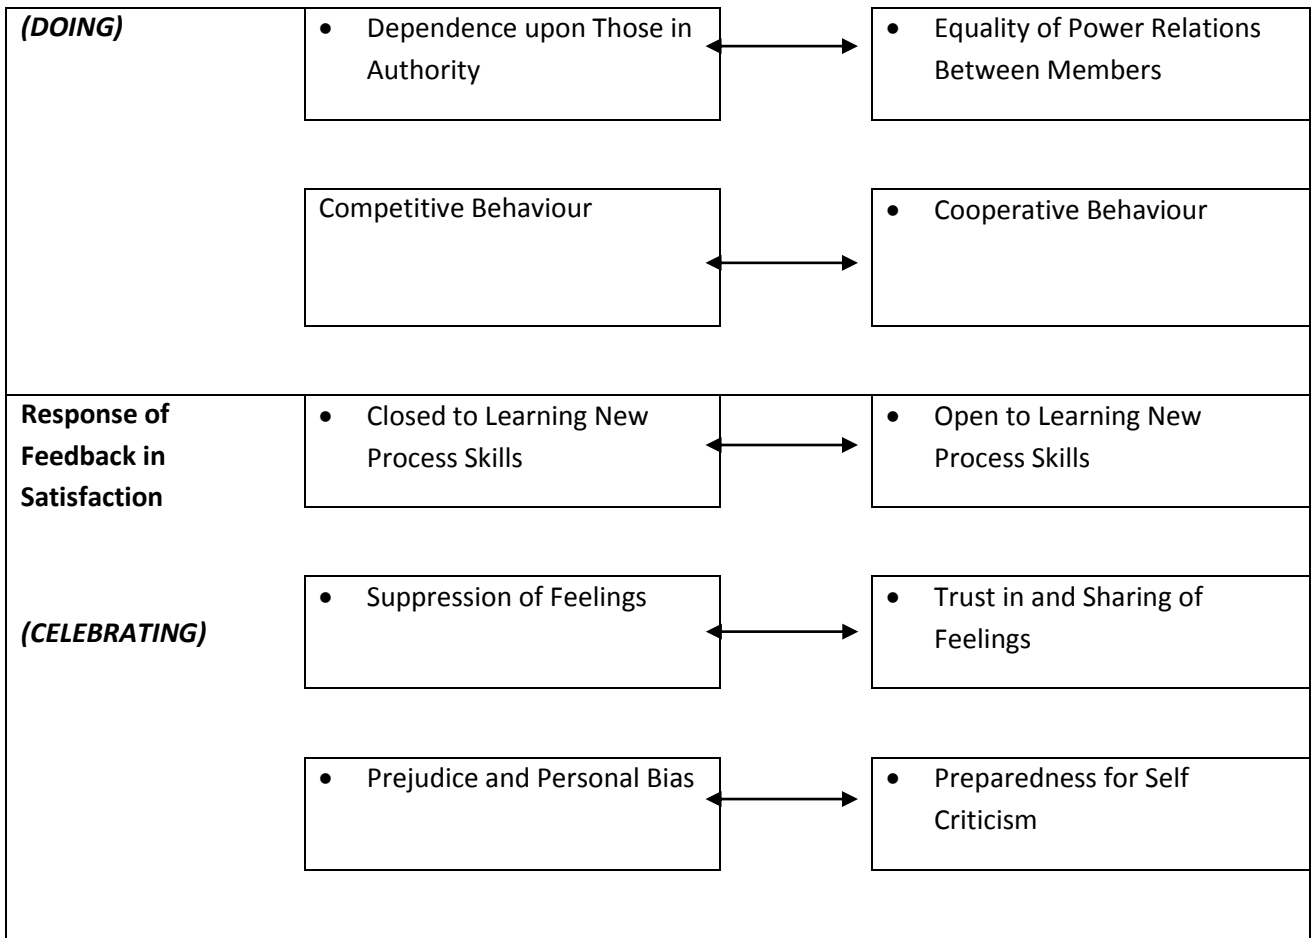 (DOING)
• Dependence upon Those in
Authority
• Equality of Power Relations
Between Members
Competitive Behaviour
• Cooperative Behaviour
Response of
Feedback in
Satisfaction
(CELEBRATING)
• Closed to Learning New
Process Skills
• Open to Learning New
Process Skills
• Suppression of Feelings
• Trust in and Sharing of
Feelings
• Prejudice and Personal Bias
• Preparedness for Self
Criticism